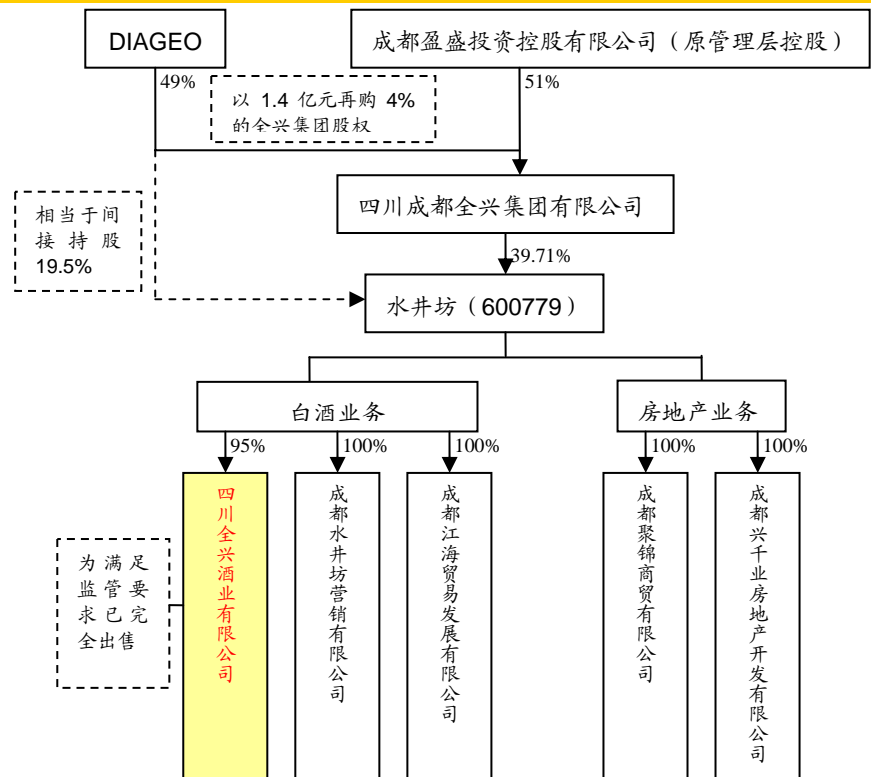 DIAGEO
成都盈盛投资控股有限公司（原管理层控股）
49%
51%
以 1.4 亿元再购 4%
的全兴集团股权
四川成都全兴集团有限公司
相当于间
接持股
19.5%
39.71%
水井坊（600779）
白酒业务
房地产业务
95%
100%
100%
100%
100%
四川全兴酒业有限公司
成都水井坊营销有限公司
成都江海贸易发展有限公司
成都聚锦商贸有限公司
成都兴千业房地产开发有限公司
为满足
监管要
求已完
全出售